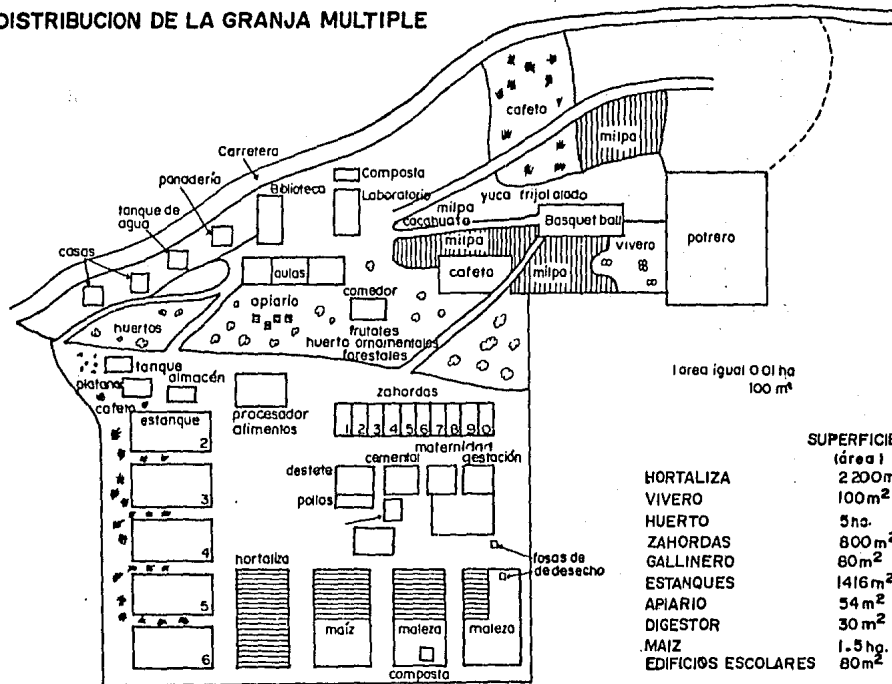 DISTRIBUCION DE LA GRANJA MULTIPLE
cafeto
milpa
Carretera
panadería
Composta
Biblioteca
Laboratorio
yuca frijol alado
milpa
cacahuate
Basquet ball
tanque de
agua
milpa
vivero
potrero
casas
aulas
cafeto
milpa
apiario
comedor
huertos
frutales
huerto ornamentales
forestales
1 area igual 0 01 ha
100 m²
tanque
platano
almacén
cafeto
procesador
alimentos
zahordas
estanque
2
1 2 3 4 5 6 7 8 9 0
maternidad
destete
cemental
gestación
pollos
3
4
fosas de
de desecho
hortaliza
5
maíz
maleza
maleza
6
composta
SUPERFICIE
(área)
HORTALIZA 2 200m
VIVERO 100m²
HUERTO 5ha.
ZAHORDAS 800m²
GALLINERO 80m²
ESTANQUES 1416m²
APIARIO 54m²
DIGESTOR 30m²
MAIZ 1.5ha.
EDIFICIOS ESCOLARES 80m²